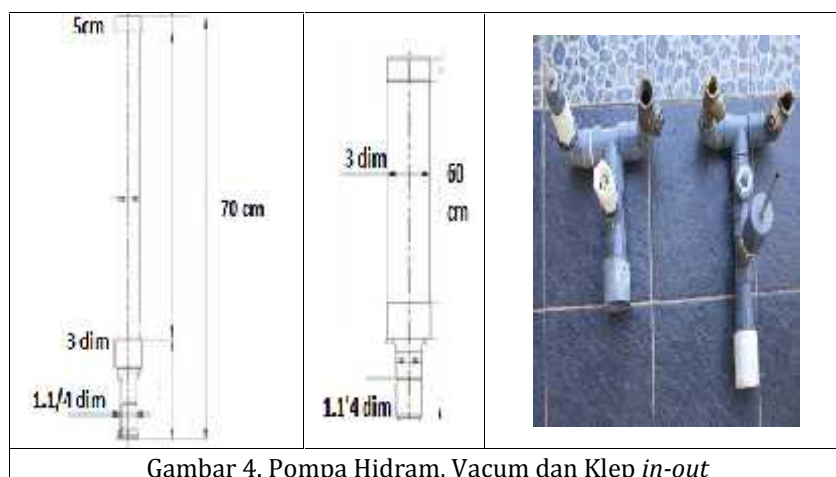 5cm
70 cm
3 dim
1.1/4 dim
3 dim
60
cm
1.1'4 dim
Gambar 4. Pompa Hidram, Vacum dan Klep in-out